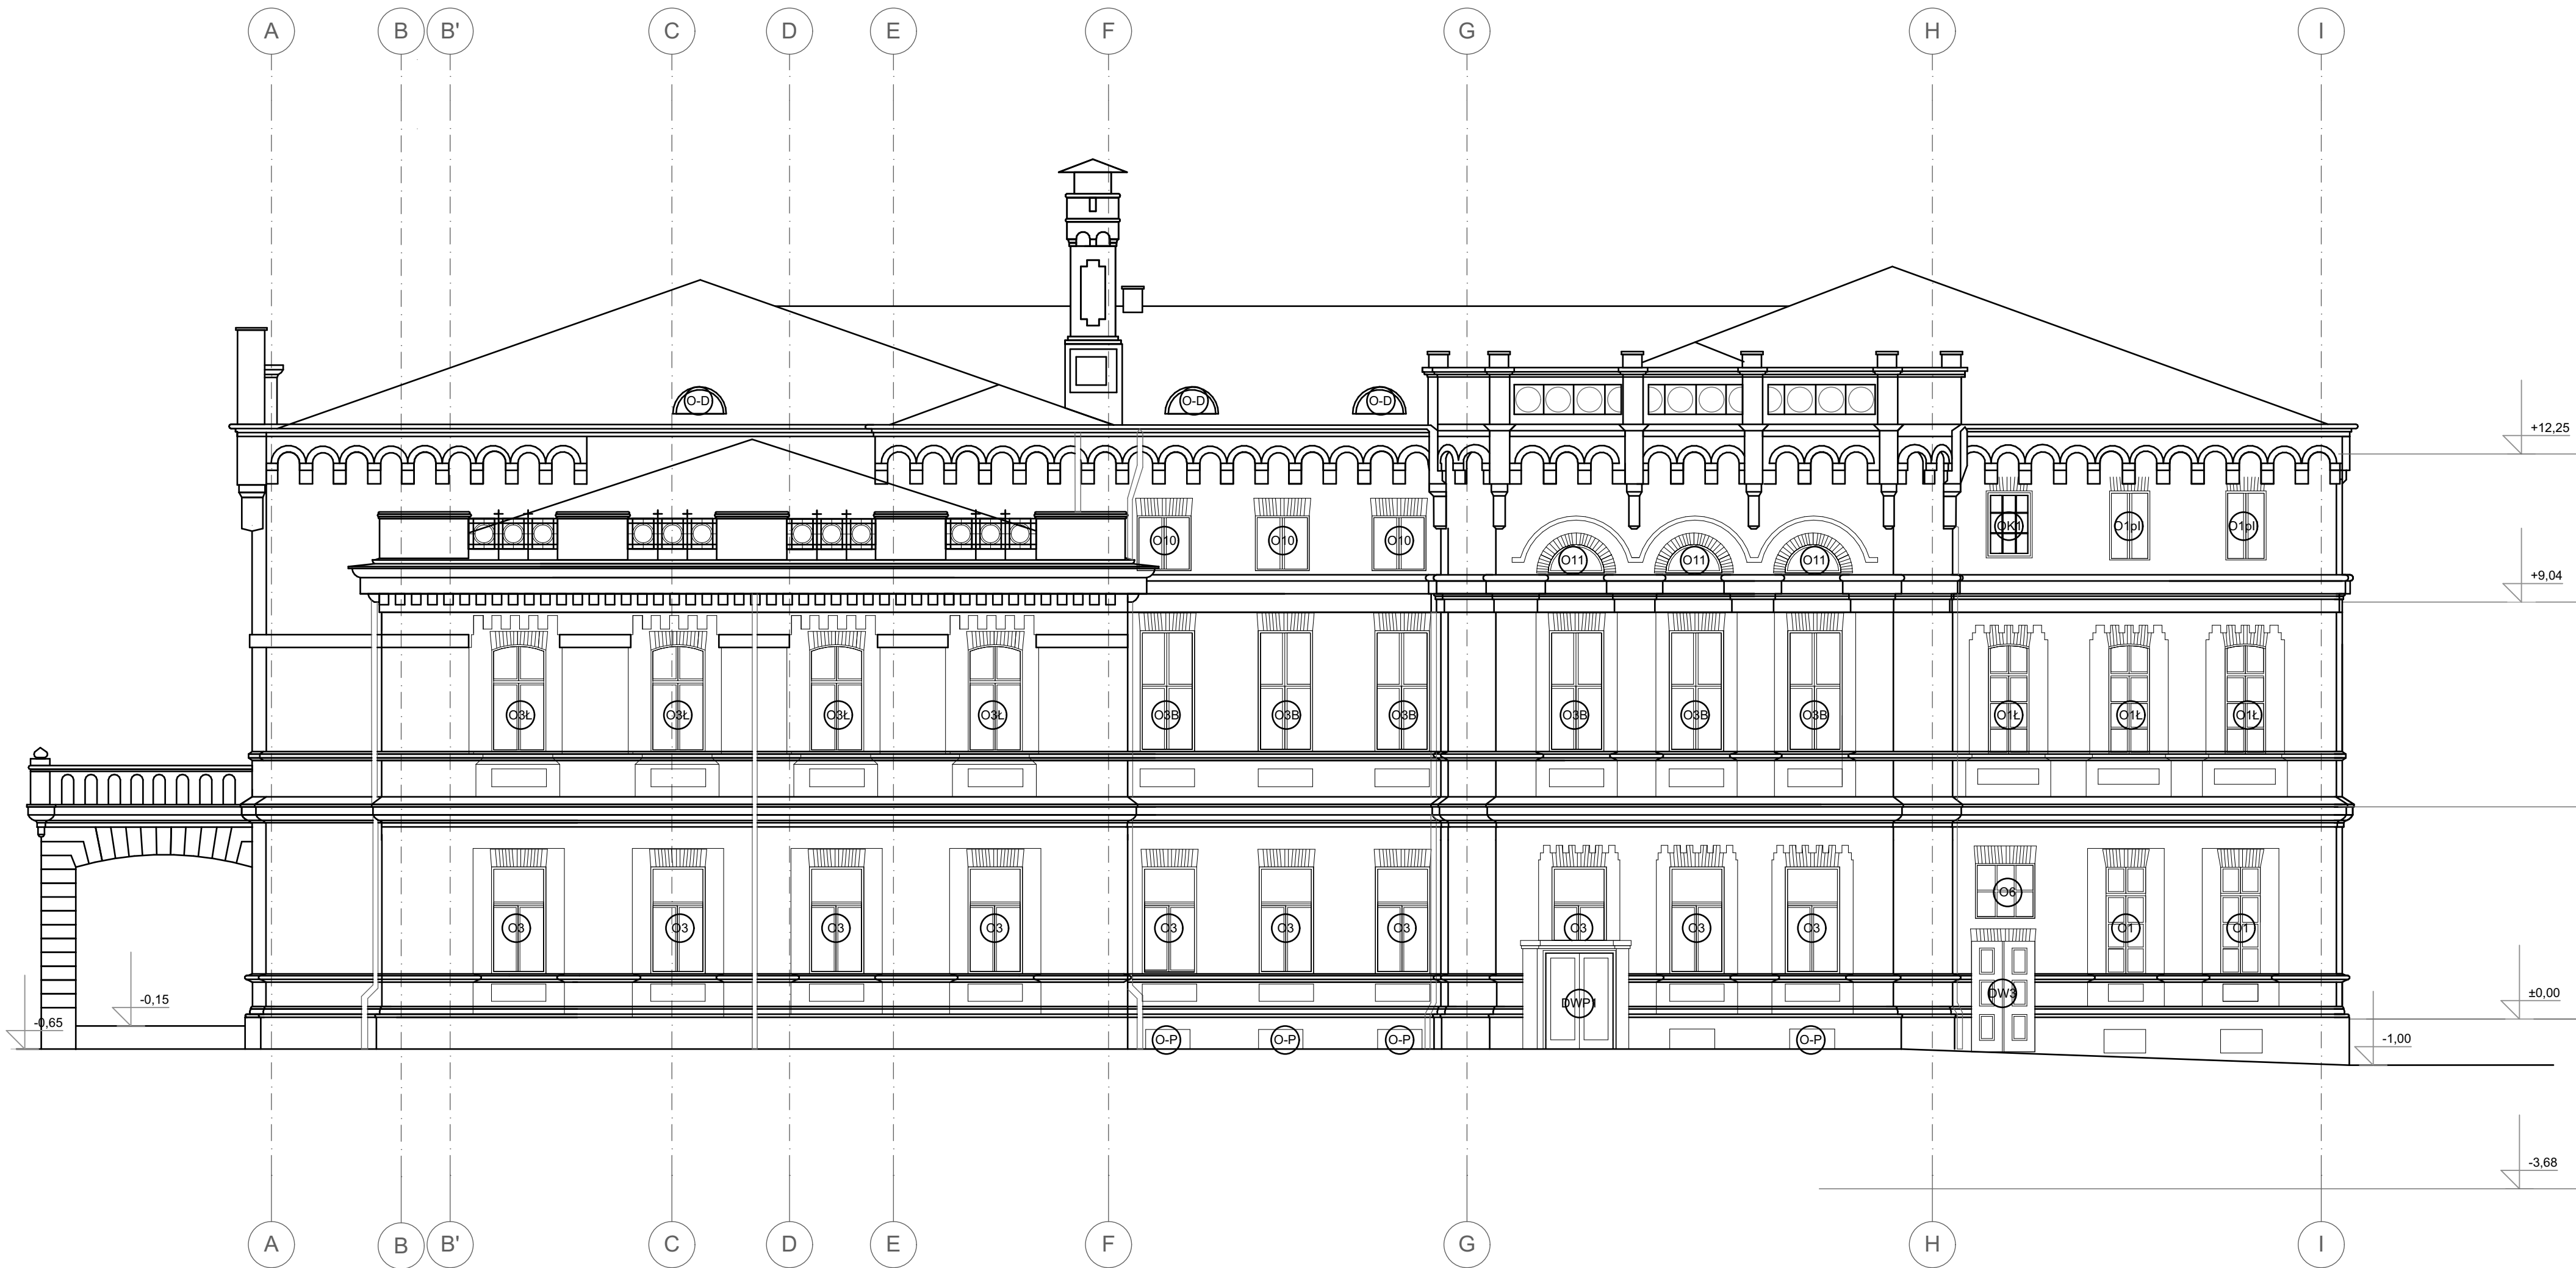 A B B' C D E F G H I
O-D O-D O-D
+12,25
OK1 O1pl O1pl
O10 O10 O10
O11 O11 O11
+9,04
O3Ł O3Ł O3Ł O3Ł O3B O3B O3B O3B O3B O3B O1Ł O1Ł O1Ł
O6
O3 O3 O3 O3 O3 O3 O3 O3 O3 O3 O1 O1
DW3
±0,00
-0,15
DWP1
-0,65
O-P O-P O-P O-P
-1,00
-3,68
A B B' C D E F G H I